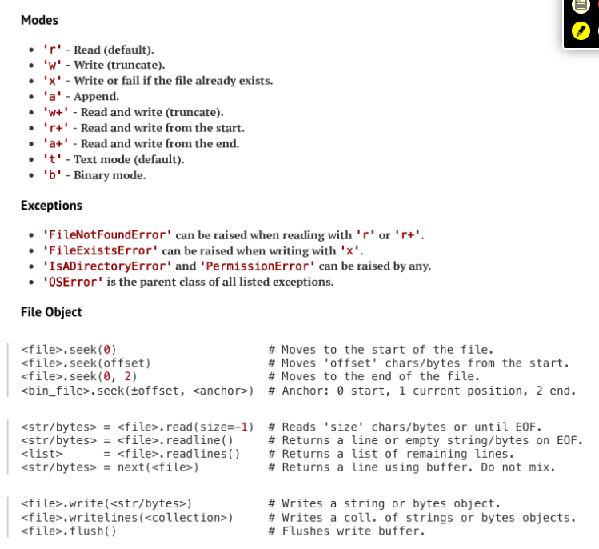 Modes
• 'r' - Read (default).
• 'w' - Write (truncate).
• 'x' - Write or fail if the file already exists.
• 'a' - Append.
• 'w+' - Read and write (truncate).
• 'r+' - Read and write from the start.
• 'a+' - Read and write from the end.
• 't' - Text mode (default).
• 'b' - Binary mode.
Exceptions
• 'FileNotFoundError' can be raised when reading with 'r' or 'r+'.
• 'FileExistsError' can be raised when writing with 'x'.
• 'IsADirectoryError' and 'PermissionError' can be raised by any.
• 'OSError' is the parent class of all listed exceptions.
File Object
<file>.seek(0)                      # Moves to the start of the file.
<file>.seek(offset)                 # Moves 'offset' chars/bytes from the start.
<file>.seek(0, 2)                   # Moves to the end of the file.
<bin_file>.seek(±offset, <anchor>)  # Anchor: 0 start, 1 current position, 2 end.
<str/bytes> = <file>.read(size=-1)  # Reads 'size' chars/bytes or until EOF.
<str/bytes> = <file>.readline()     # Returns a line or empty string/bytes on EOF.
<list>      = <file>.readlines()    # Returns a list of remaining lines.
<str/bytes> = next(<file>)          # Returns a line using buffer. Do not mix.
<file>.write(<str/bytes>)           # Writes a string or bytes object.
<file>.writelines(<collection>)     # Writes a coll. of strings or bytes objects.
<file>.flush()                      # Flushes write buffer.